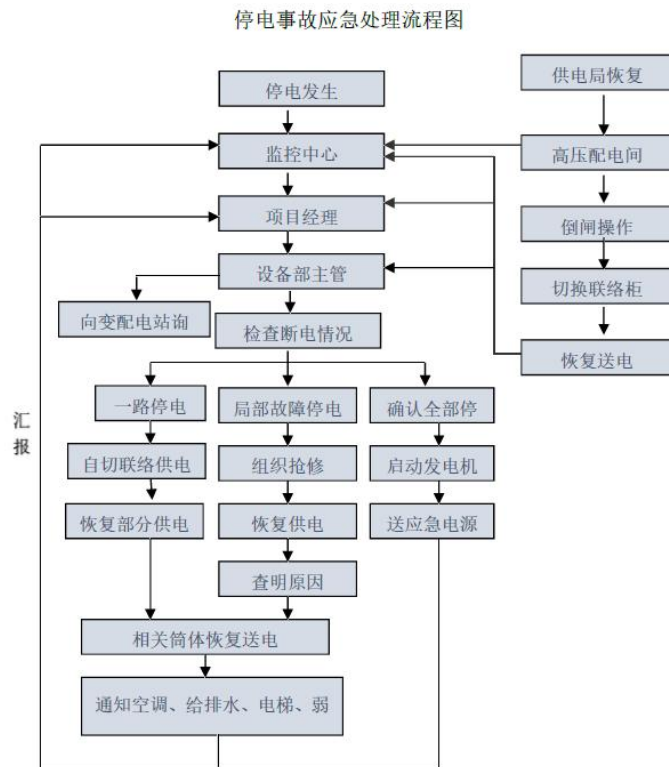 停电事故应急处理流程图
停电发生
供电局恢复
监控中心
高压配电间
项目经理
倒闸操作
设备部主管
切换联络柜
向变配电站询
检查断电情况
恢复送电
一路停电
局部故障停电
确认全部停
汇
报
自切联络供电
组织抢修
启动发电机
恢复部分供电
恢复供电
送应急电源
查明原因
相关筒体恢复送电
通知空调、给排水、电梯、弱